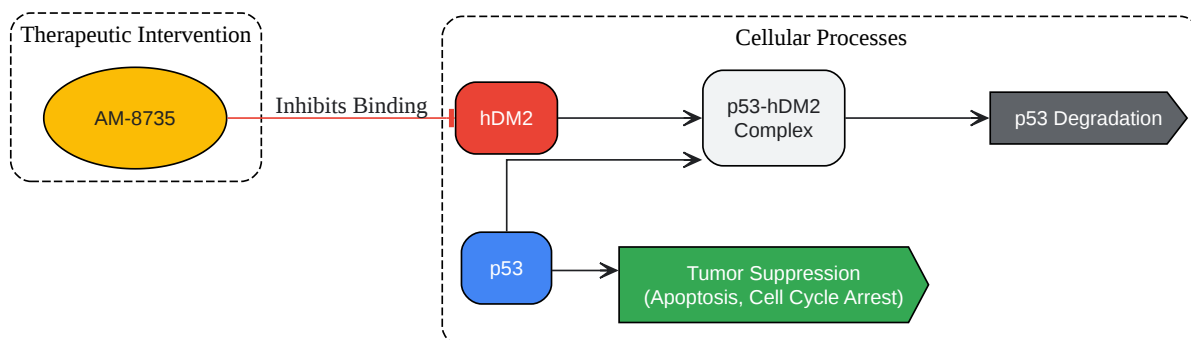 Therapeutic Intervention
Cellular Processes
AM-8735
Inhibits Binding
hDM2
p53-hDM2
Complex
p53 Degradation
p53
Tumor Suppression
(Apoptosis, Cell Cycle Arrest)